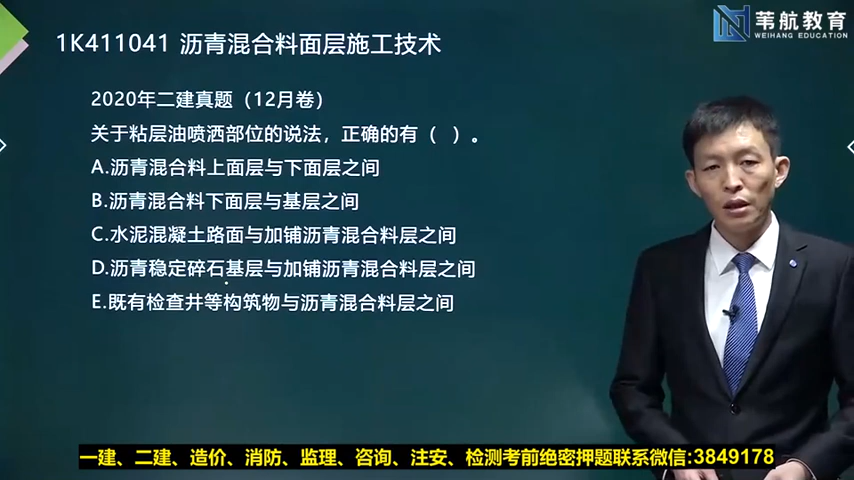 苇航教育
WEIHANG EDUCATION
1K411041 沥青混合料面层施工技术
2020年二建真题（12月卷）
关于粘层油喷洒部位的说法，正确的有（ ）。
A.沥青混合料上面层与下面层之间
B.沥青混合料下面层与基层之间
C.水泥混凝土路面与加铺沥青混合料层之间
D.沥青稳定碎石基层与加铺沥青混合料层之间
E.既有检查井等构筑物与沥青混合料层之间
一建、二建、造价、消防、监理、咨询、注安、检测考前绝密押题联系微信:3849178